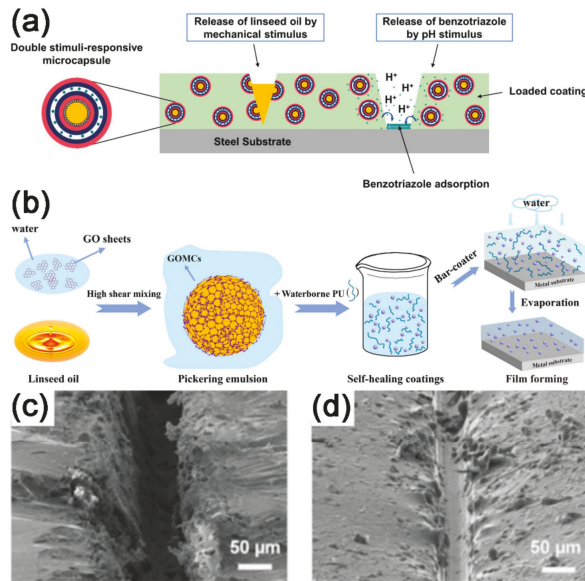 (a)
Release of linseed oil by
mechanical stimulus
Release of benzotriazole
by pH stimulus
Double stimuli-responsive
microcapsule
H⁺
H⁺
H⁺
H⁺
H⁺
Loaded coating
Steel Substrate
Benzotriazole adsorption
(b)
water
GO sheets
GOMCs
High shear mixing
+ Waterborne PU
Bar-coater
water
Metal substrate
Evaporation
Metal substrate
Linseed oil
Pickering emulsion
Self-healing coatings
Film forming
(c)
50 μm
(d)
50 μm